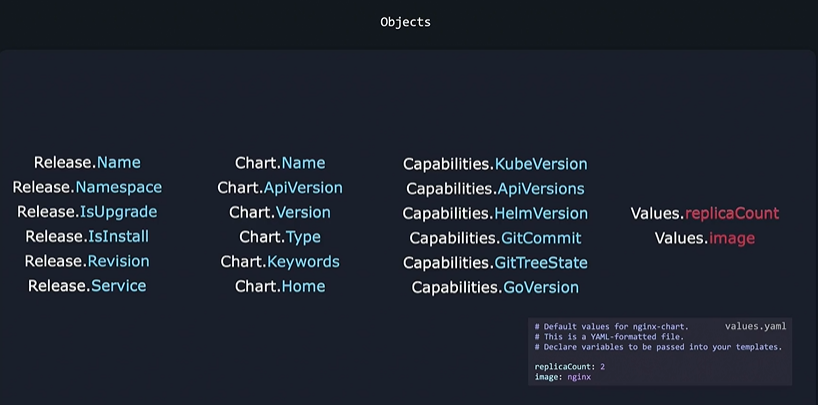 Objects
Release.Name
Release.Namespace
Release.IsUpgrade
Release.IsInstall
Release.Revision
Release.Service
Chart.Name
Chart.ApiVersion
Chart.Version
Chart.Type
Chart.Keywords
Chart.Home
Capabilities.KubeVersion
Capabilities.ApiVersions
Capabilities.HelmVersion
Capabilities.GitCommit
Capabilities.GitTreeState
Capabilities.GoVersion
Values.replicaCount
Values.image
values.yaml
# Default values for nginx-chart.
# This is a YAML-formatted file.
# Declare variables to be passed into your templates.
replicaCount: 2
image: nginx